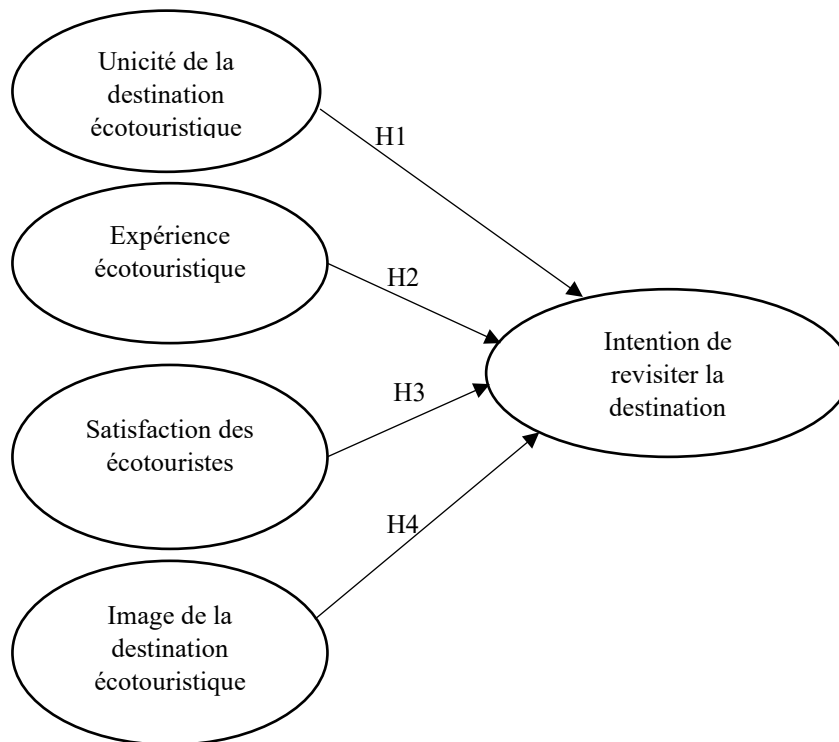 Unicité de la
destination
écotouristique
H1
Expérience
écotouristique
H2
Intention de
revisiter la
destination
H3
Satisfaction des
écotouristes
H4
Image de la
destination
écotouristique